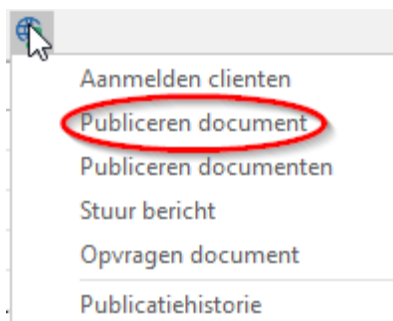 Aanmelden clienten
Publiceren document
Publiceren documenten
Stuur bericht
Opvragen document
Publicatiehistorie